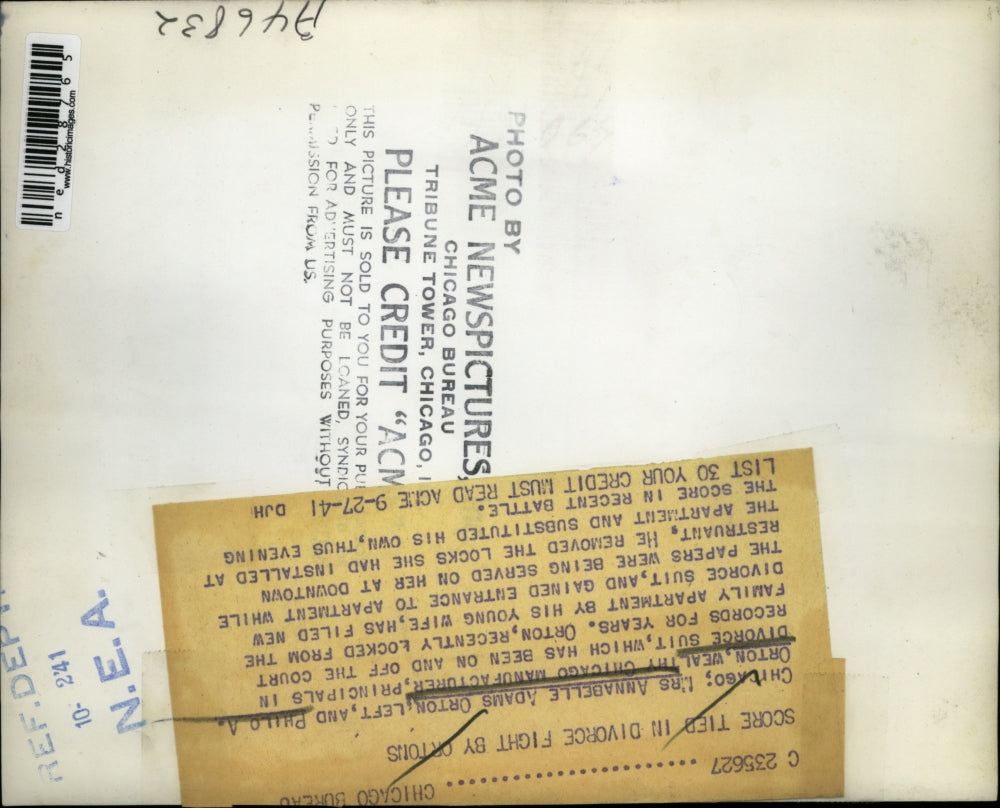 A46832
www.historicimages.com
ned28765
PHOTO BY
ACME NEWSPICTURES,
CHICAGO BUREAU
TRIBUNE TOWER, CHICAGO, I
PLEASE CREDIT "ACM
THIS PICTURE IS SOLD TO YOU FOR YOUR PU
ONLY AND MUST NOT BE LOANED, SYNDIC
FOR ADVERTISING PURPOSES WITHOUT
PERMISSION FROM US.
CHICAGO BUREAU
C 235627
SCORE TIED IN DIVORCE FIGHT BY ORTONS
CHICAGO; MRS ANNABELLE ADAMS ORTON, LEFT, AND PHILO A.
ORTON, WEALTHY CHICAGO MANUFACTURER, PRINCIPALS IN
DIVORCE SUIT, WHICH HAS BEEN ON AND OFF THE COURT
RECORDS FOR YEARS. ORTON, RECENTLY LOCKED FROM THE
FAMILY APARTMENT BY HIS YOUNG WIFE, HAS FILED NEW
DIVORCE SUIT, AND GAINED ENTRANCE TO APARTMENT WHILE
THE PAPERS WERE BEING SERVED ON HER AT DOWNTOWN
RESTRUANT. HE REMOVED THE LOCKS SHE HAD INSTALLED AT
THE APARTMENT AND SUBSTITUTED HIS OWN, THUS EVENING
THE SCORE IN RECENT BATTLE.
LIST 30 YOUR CREDIT MUST READ ACME 9-27-41 DJH
REF. DEPT
10- 2 41
N.E.A.